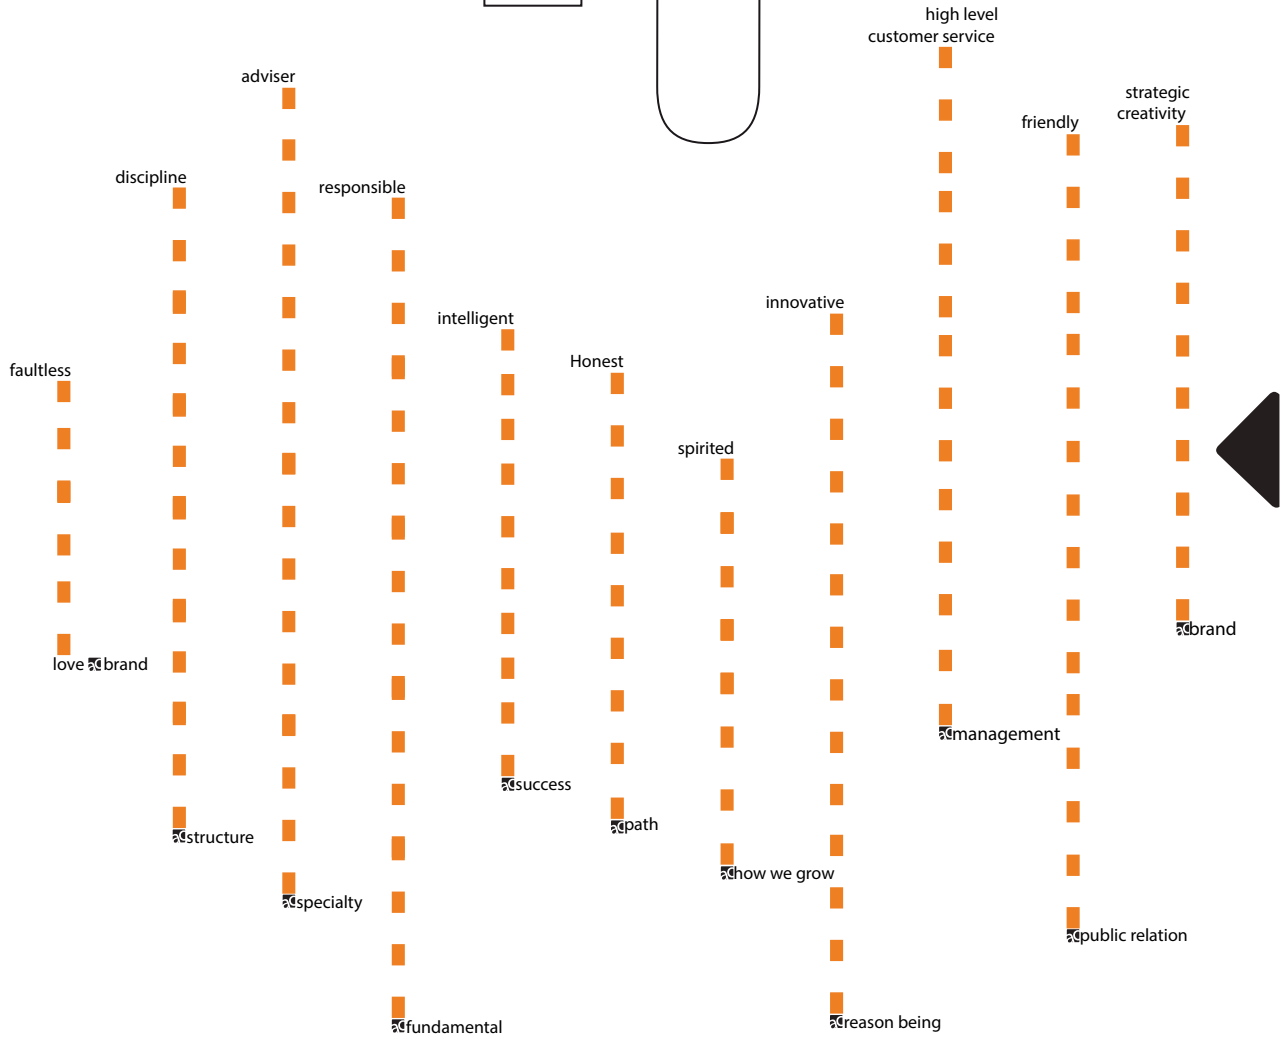 high level
customer service
adviser
strategic
creativity
friendly
discipline
responsible
innovative
intelligent
Honest
faultless
spirited
brand
love ac brand
management
success
path
structure
how we grow
specialty
public relation
reason being
fundamental